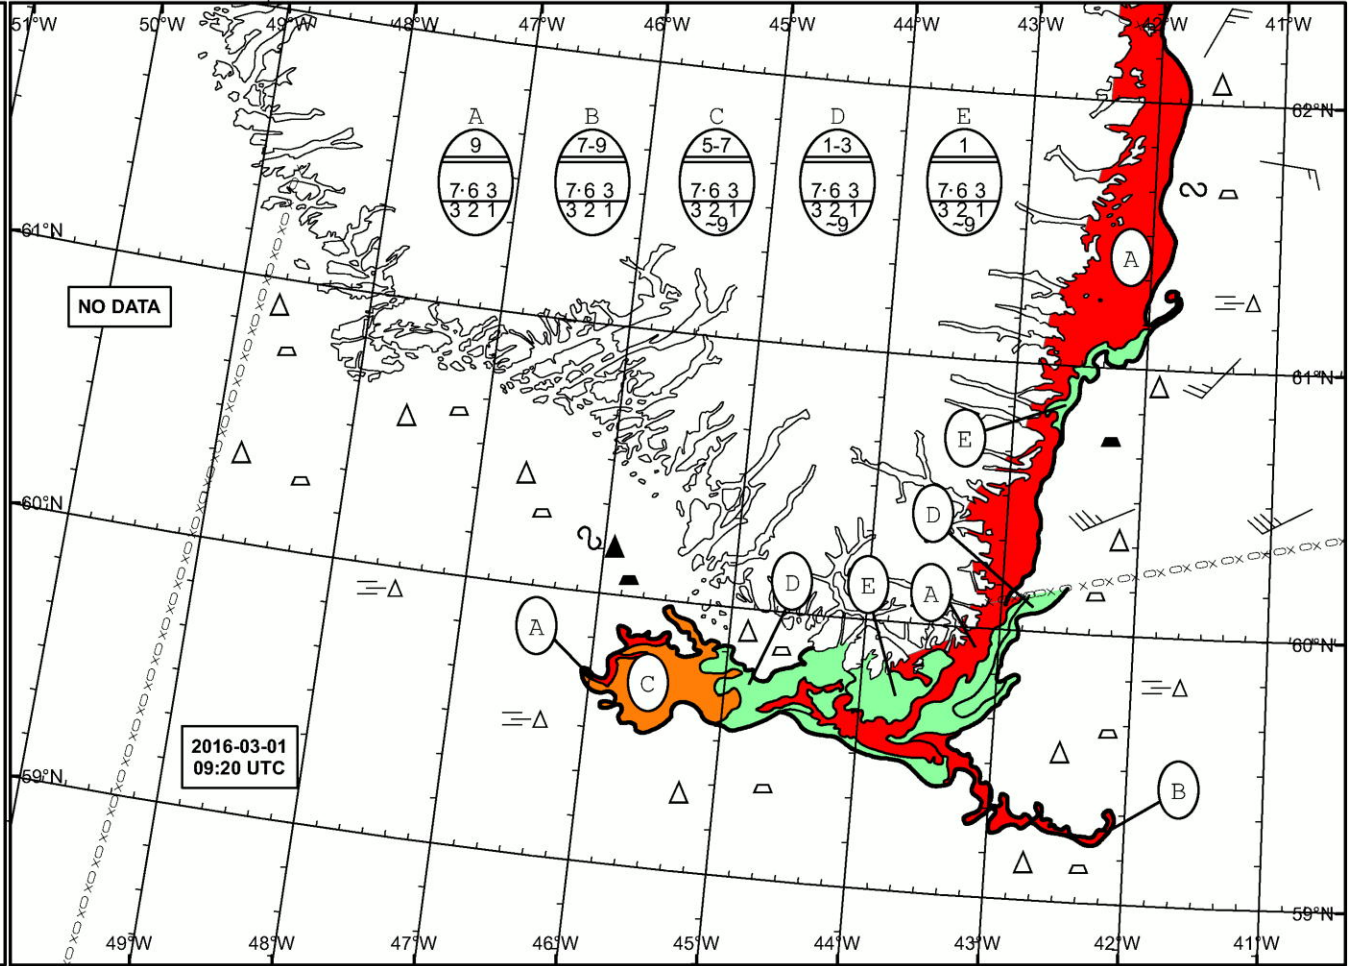 51°W 50°W 49°W 48°W 47°W 46°W 45°W 44°W 43°W 42°W 41°W
62°N
A B C D E
9 7-9 5-7 1-3 1
7· 6 3 7· 6 3 7· 6 3 7· 6 3 7· 6 3
3 2 1 3 2 1 3 2 1 3 2 1 3 2 1
~9 ~9 ~9
61°N
A
NO DATA
61°N
E
60°N
D
D E A
A
60°N
C
2016-03-01
09:20 UTC
59°N
B
59°N
49°W 48°W 47°W 46°W 45°W 44°W 43°W 42°W 41°W